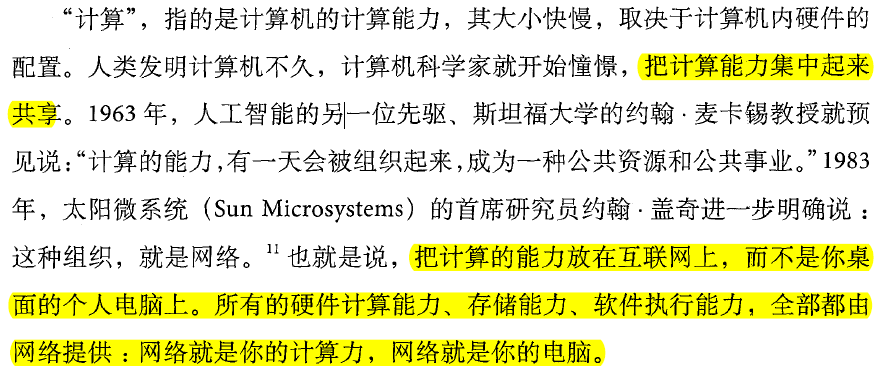 “计算”，指的是计算机的计算能力，其大小快慢，取决于计算机内硬件的
配置。人类发明计算机不久，计算机科学家就开始憧憬，把计算能力集中起来
共享。1963 年，人工智能的另一位先驱、斯坦福大学的约翰·麦卡锡教授就预
见说：“计算的能力，有一天会被组织起来，成为一种公共资源和公共事业。”1983
年，太阳微系统（Sun Microsystems）的首席研究员约翰·盖奇进一步明确说：
这种组织，就是网络。11 也就是说，把计算的能力放在互联网上，而不是你桌
面的个人电脑上。所有的硬件计算能力、存储能力、软件执行能力，全部都由
网络提供：网络就是你的计算力，网络就是你的电脑。